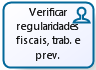 Verificar
regularidades
fiscais, trab. e
prev.